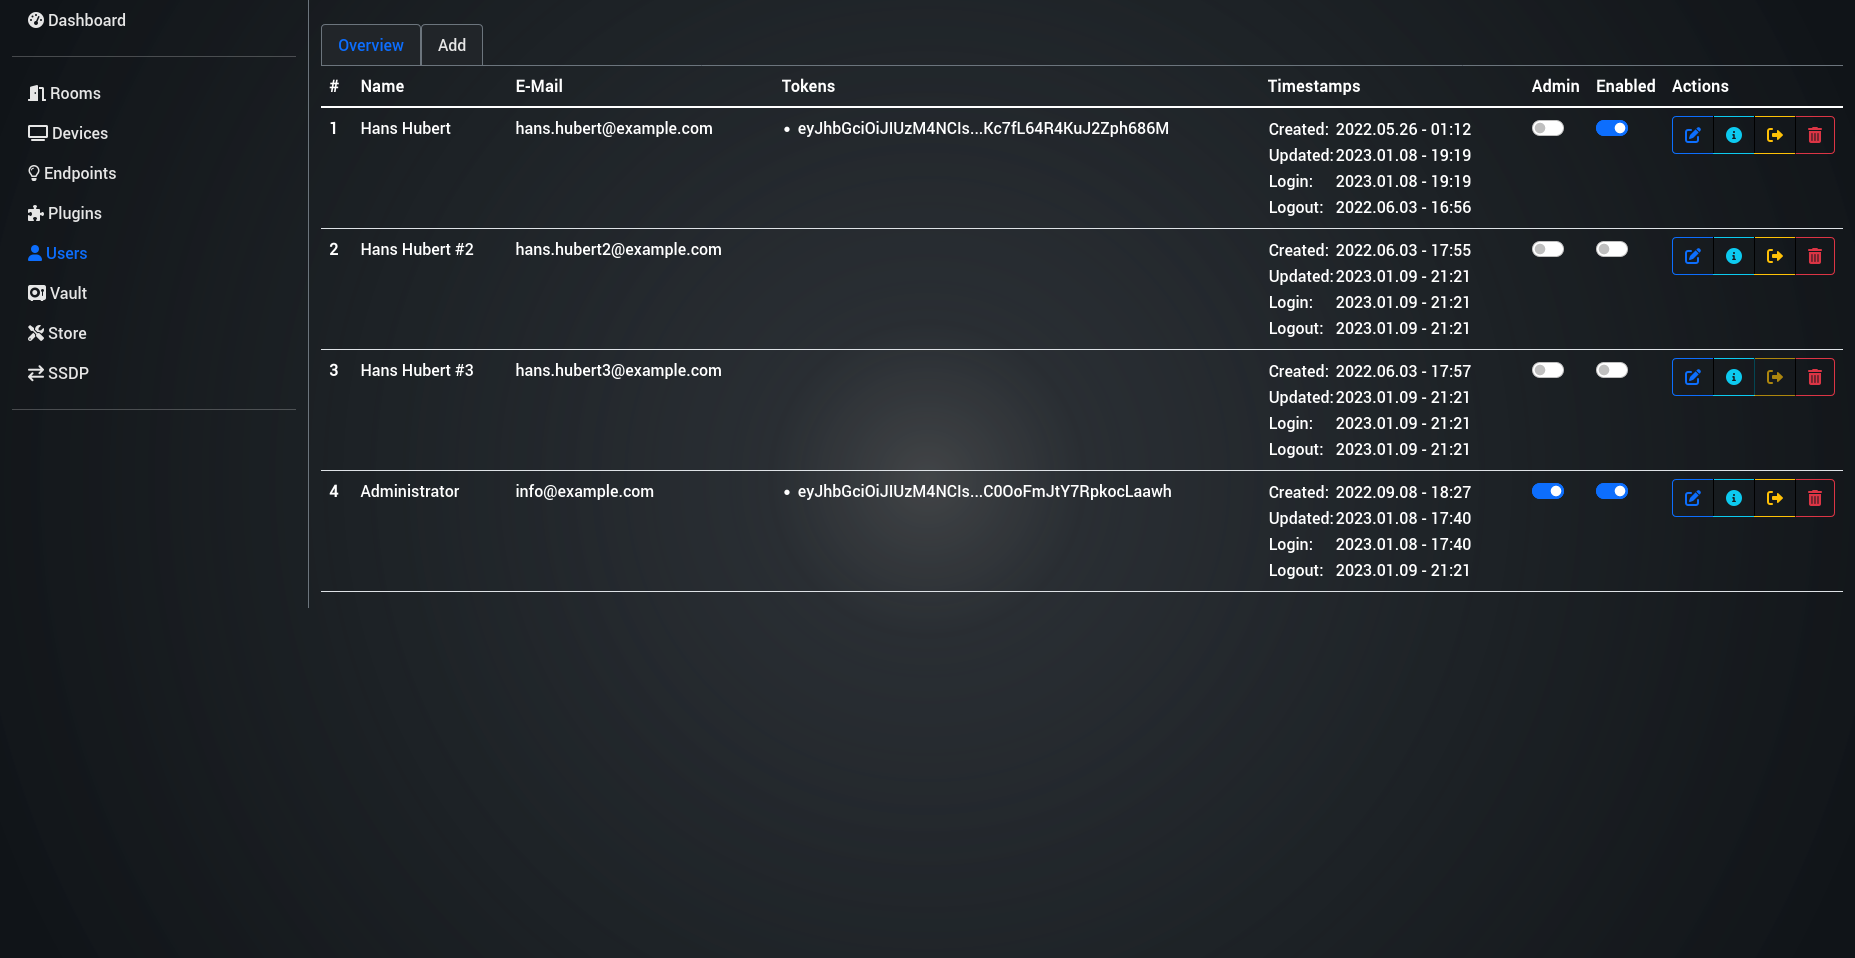 Dashboard
Rooms
Devices
Endpoints
Plugins
Users
Vault
Store
SSDP
Overview Add
# Name E-Mail Tokens Timestamps Admin Enabled Actions
1 Hans Hubert hans.hubert@example.com • eyJhbGciOiJIUzM4NCIs...Kc7fL64R4KuJ2Zph686M Created: 2022.05.26 - 01:12
Updated: 2023.01.08 - 19:19
Login: 2023.01.08 - 19:19
Logout: 2022.06.03 - 16:56
2 Hans Hubert #2 hans.hubert2@example.com Created: 2022.06.03 - 17:55
Updated: 2023.01.09 - 21:21
Login: 2023.01.09 - 21:21
Logout: 2023.01.09 - 21:21
3 Hans Hubert #3 hans.hubert3@example.com Created: 2022.06.03 - 17:57
Updated: 2023.01.09 - 21:21
Login: 2023.01.09 - 21:21
Logout: 2023.01.09 - 21:21
4 Administrator info@example.com • eyJhbGciOiJIUzM4NCIs...C0OoFmJtY7RpkocLaawh Created: 2022.09.08 - 18:27
Updated: 2023.01.08 - 17:40
Login: 2023.01.08 - 17:40
Logout: 2023.01.09 - 21:21